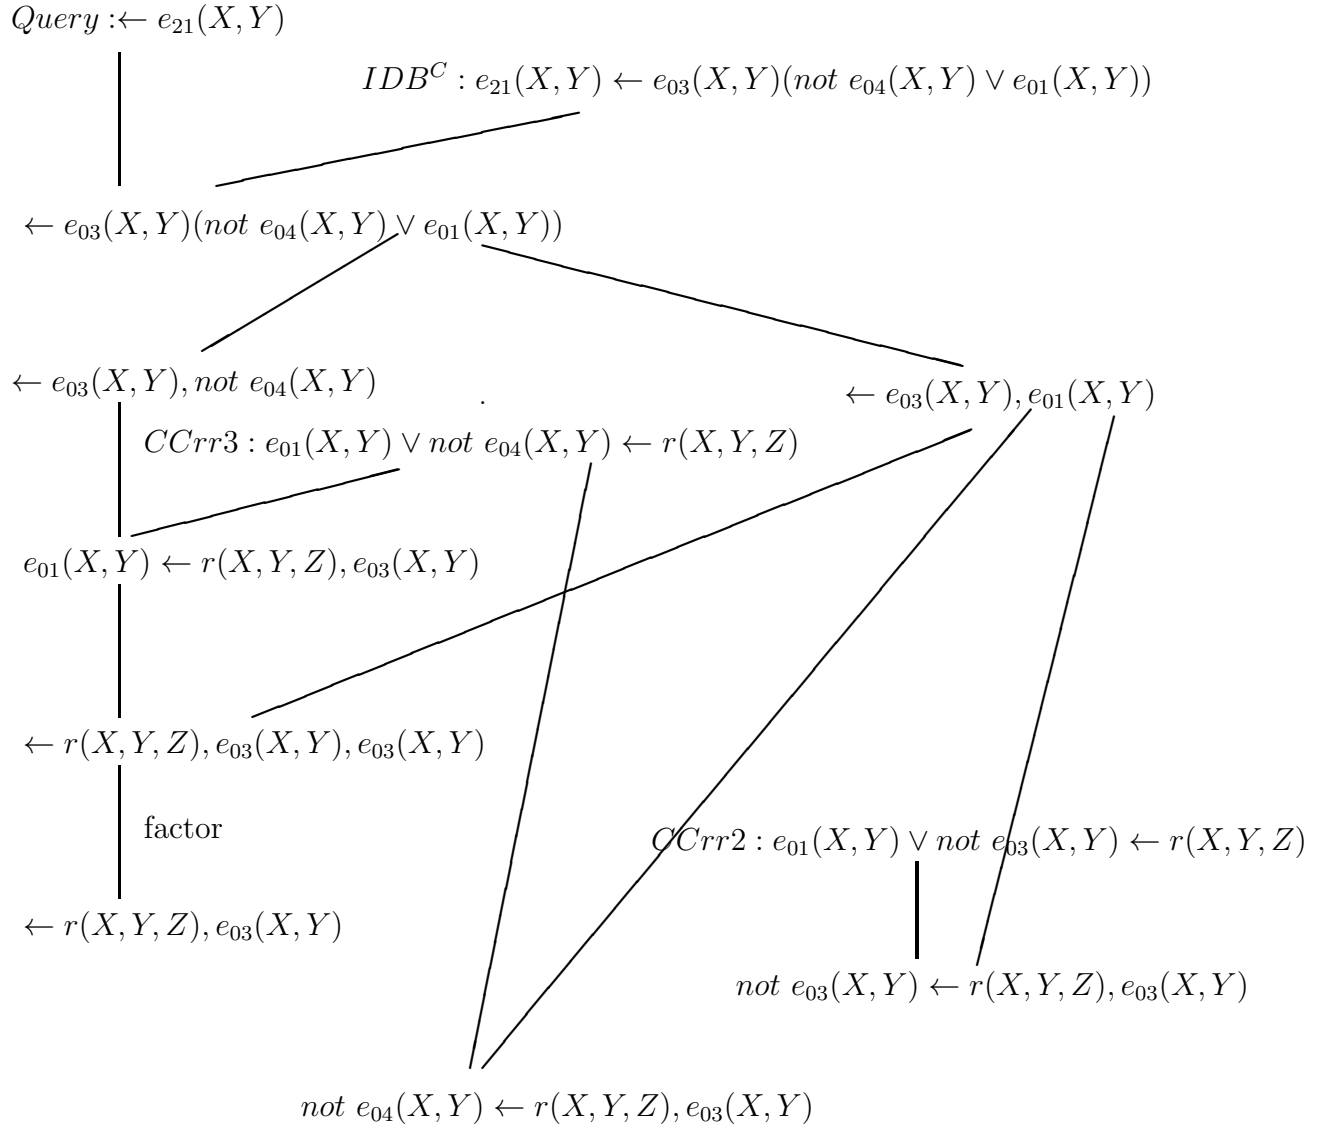 Query :← e₂₁(X, Y)
IDBᶜ : e₂₁(X, Y) ← e₀₃(X, Y)(not e₀₄(X, Y) ∨ e₀₁(X, Y))
← e₀₃(X, Y)(not e₀₄(X, Y) ∨ e₀₁(X, Y))
← e₀₃(X, Y), not e₀₄(X, Y)
← e₀₃(X, Y), e₀₁(X, Y)
.
CCrr3 : e₀₁(X, Y) ∨ not e₀₄(X, Y) ← r(X, Y, Z)
e₀₁(X, Y) ← r(X, Y, Z), e₀₃(X, Y)
← r(X, Y, Z), e₀₃(X, Y), e₀₃(X, Y)
factor
CCrr2 : e₀₁(X, Y) ∨ not e₀₃(X, Y) ← r(X, Y, Z)
← r(X, Y, Z), e₀₃(X, Y)
not e₀₃(X, Y) ← r(X, Y, Z), e₀₃(X, Y)
not e₀₄(X, Y) ← r(X, Y, Z), e₀₃(X, Y)